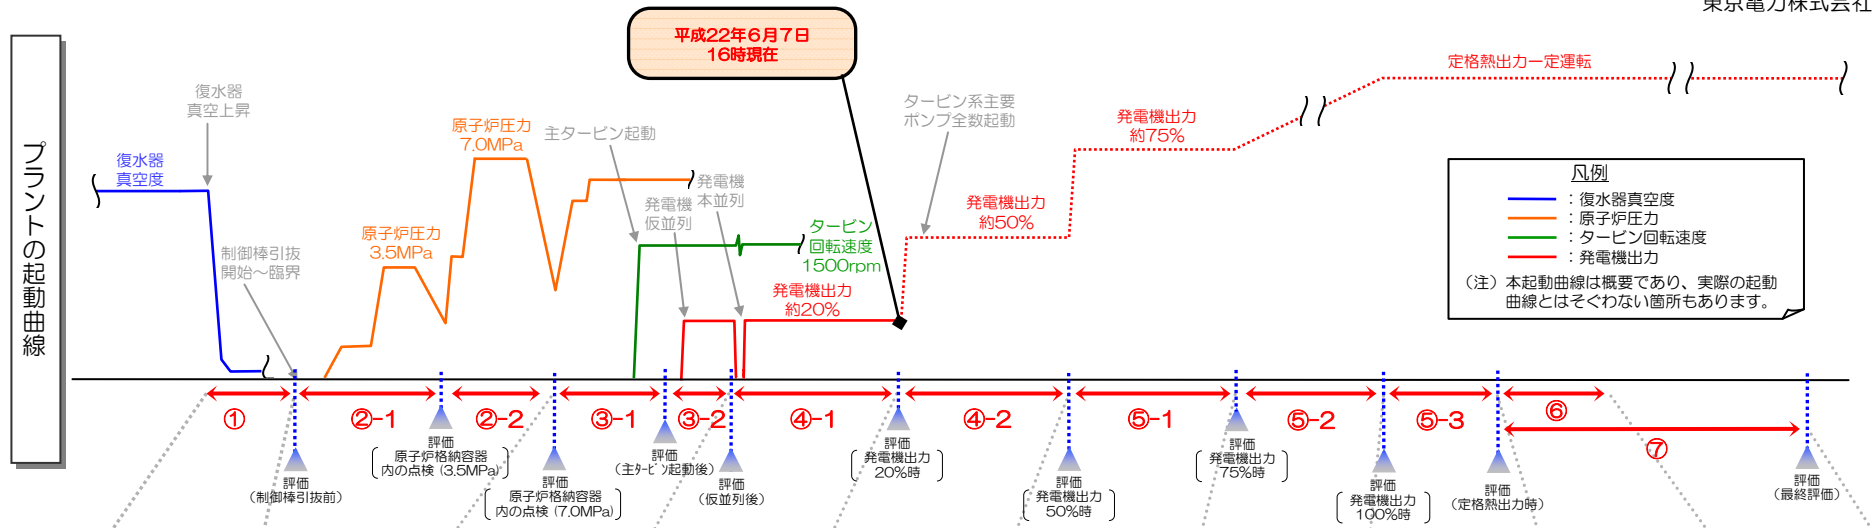 東京電力株式会社
プラントの起動曲線
平成22年6月7日
16時現在
復水器
真空上昇
復水器
真空度
制御棒引抜
開始～臨界
原子炉圧力
3.5MPa
原子炉圧力
7.0MPa
主タービン起動
発電機
仮並列
発電機
本並列
タービン
回転速度
1500rpm
発電機出力
約20%
タービン系主要
ポンプ全数起動
発電機出力
約50%
発電機出力
約75%
定格熱出力一定運転
凡例
：復水器真空度
：原子炉圧力
：タービン回転速度
：発電機出力
（注）本起動曲線は概要であり、実際の起動
曲線とはそぐわない箇所もあります。
①
②-1
②-2
③-1
③-2
④-1
④-2
⑤-1
⑤-2
⑤-3
⑥
⑦
評価
（制御棒引抜前）
評価
原子炉格納容器
内の点検（3.5MPa）
評価
原子炉格納容器
内の点検（7.0MPa）
評価
（主ﾀｰﾋﾞﾝ起動後）
評価
（仮並列後）
評価
発電機出力
20%時
評価
発電機出力
50%時
評価
発電機出力
75%時
評価
発電機出力
100%時
評価
（定格熱出力時）
評価
（最終評価）